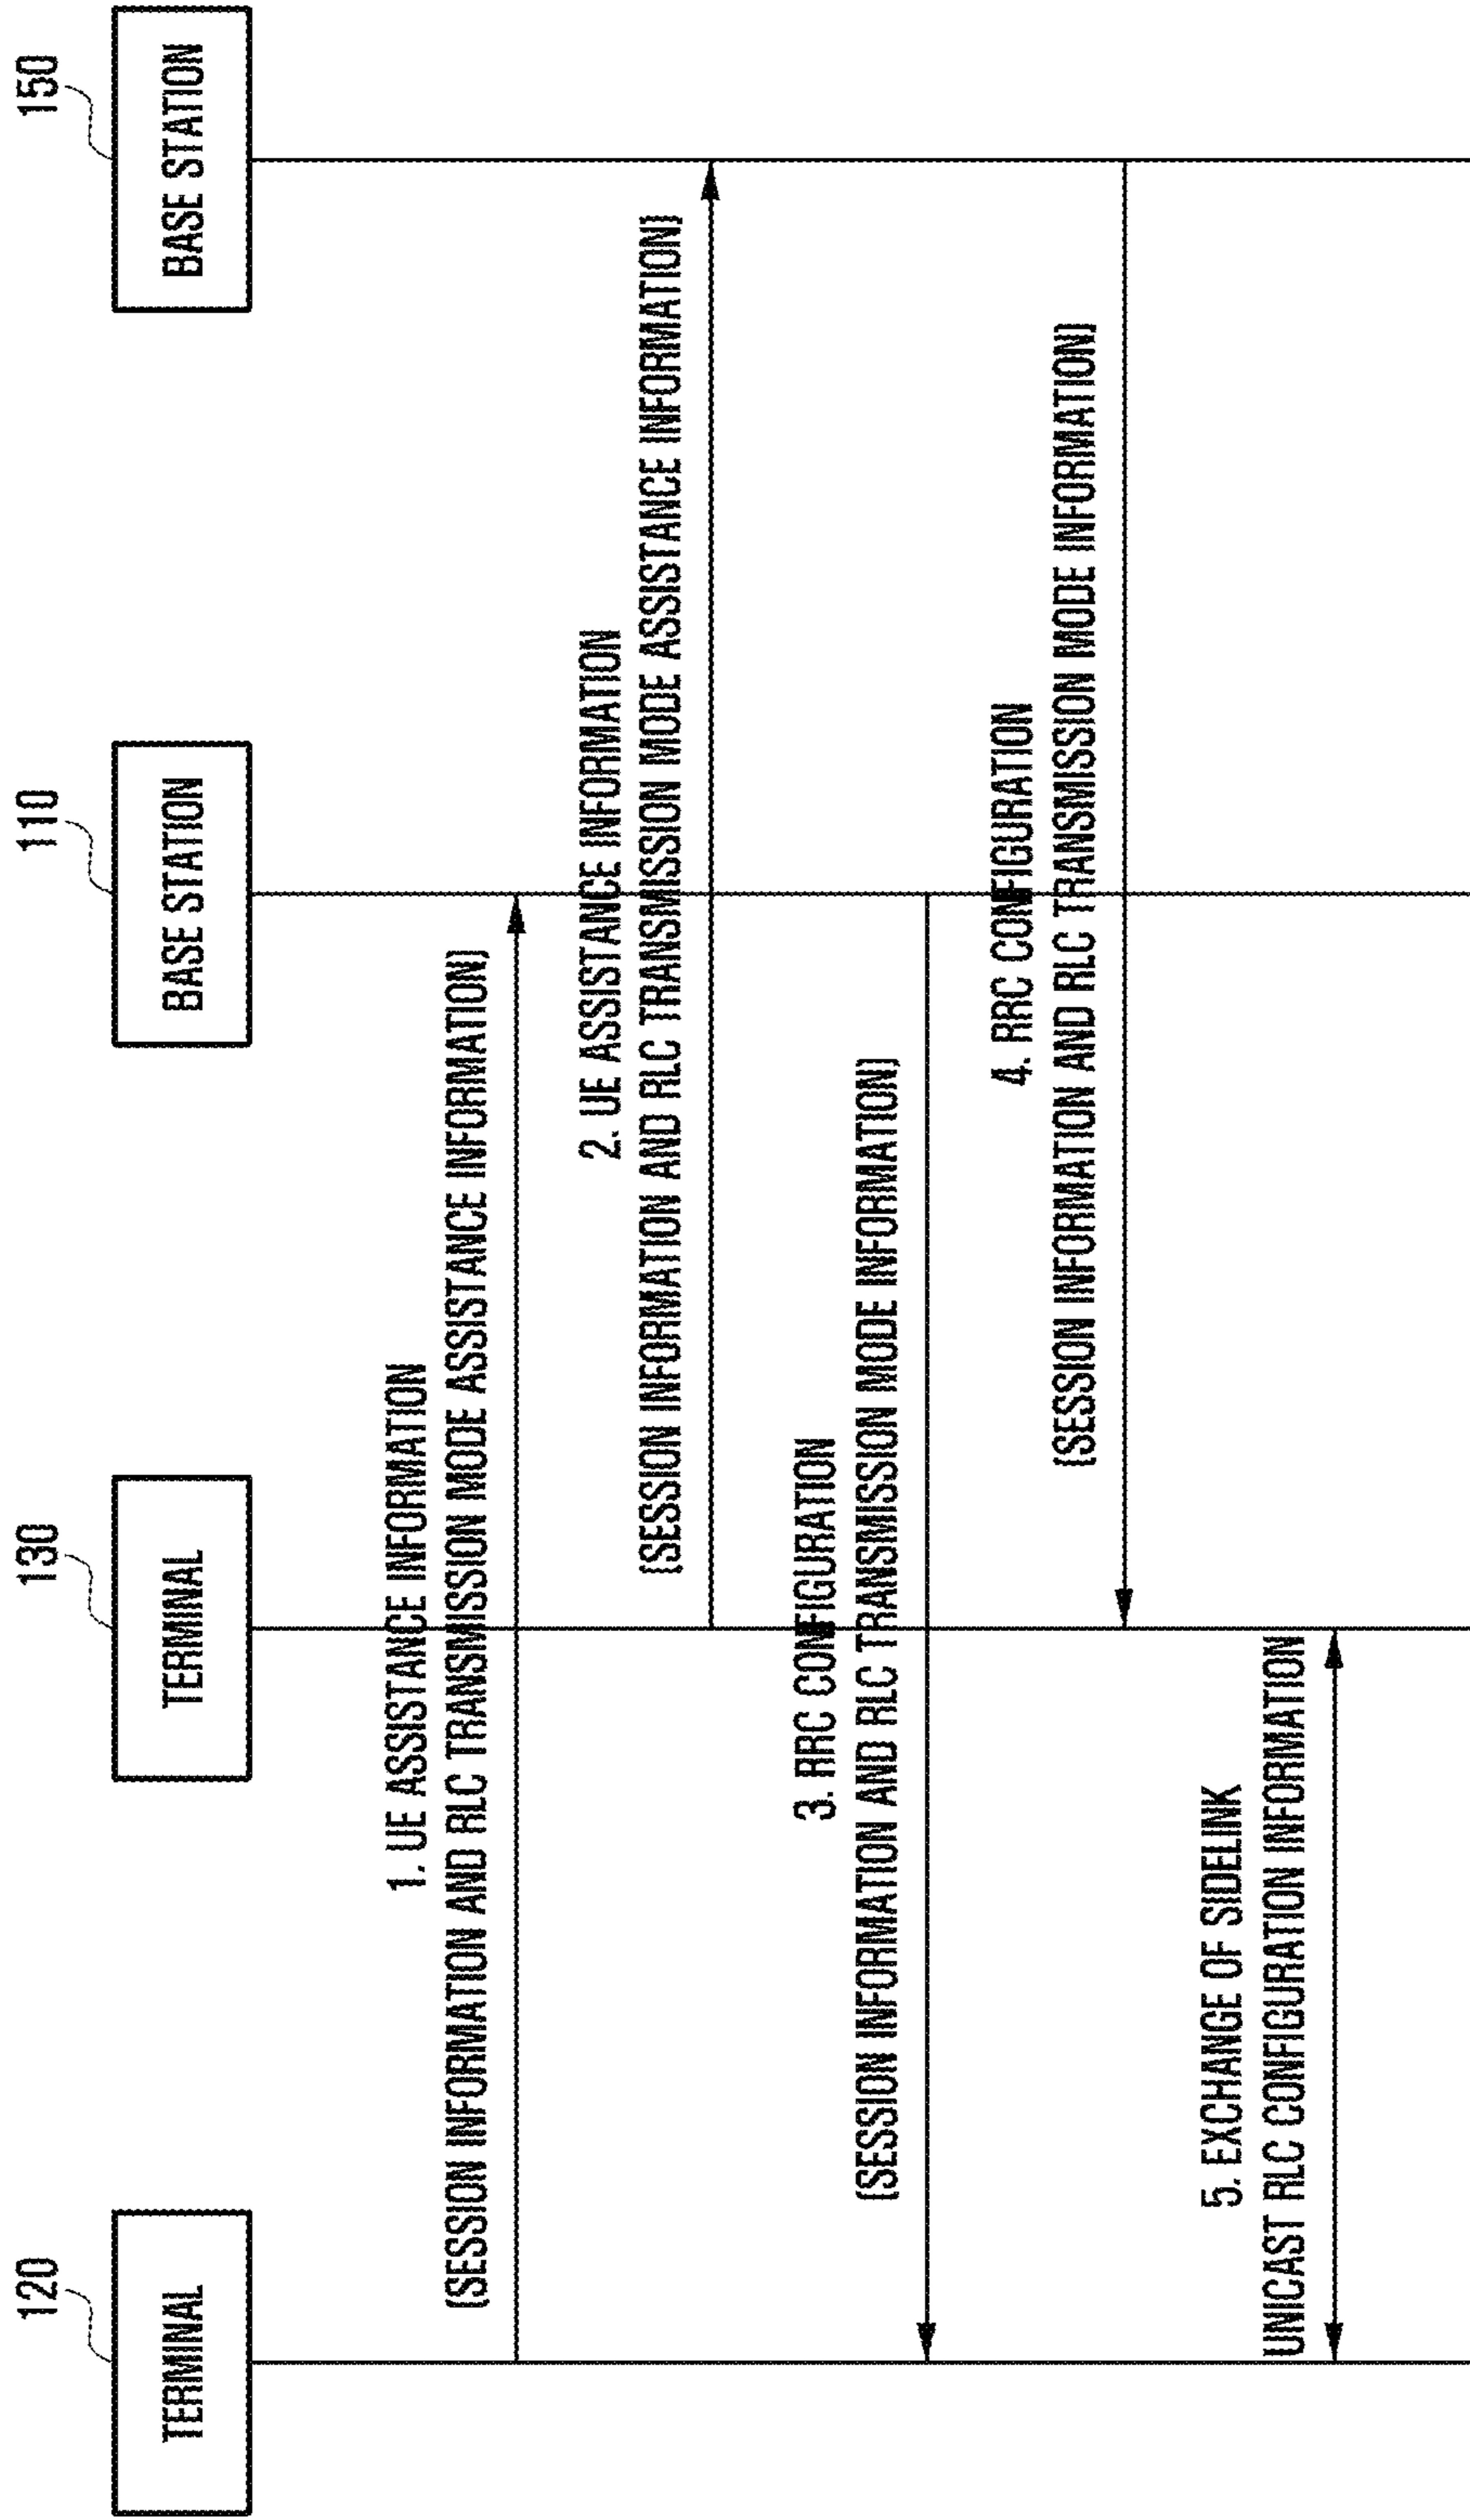 120
130
110
150
TERMINAL
TERMINAL
BASE STATION
BASE STATION
1. UE ASSISTANCE INFORMATION
(SESSION INFORMATION AND RLC TRANSMISSION MODE ASSISTANCE INFORMATION)
2. UE ASSISTANCE INFORMATION
(SESSION INFORMATION AND RLC TRANSMISSION MODE ASSISTANCE INFORMATION)
3. RRC CONFIGURATION
(SESSION INFORMATION AND RLC TRANSMISSION MODE INFORMATION)
4. RRC CONFIGURATION
(SESSION INFORMATION AND RLC TRANSMISSION MODE INFORMATION)
5. EXCHANGE OF SIDELINK
UNICAST RLC CONFIGURATION INFORMATION